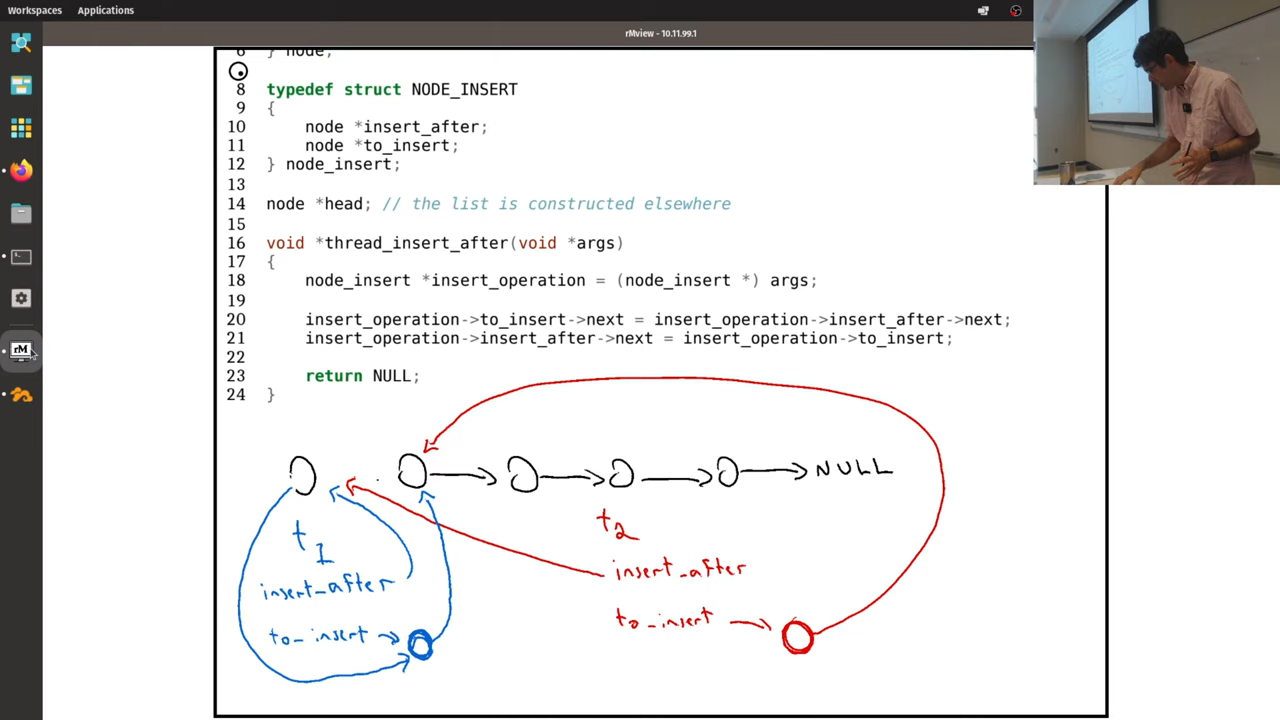 Workspaces Applications
rMview - 10.11.99.1
6 } node;
8 typedef struct NODE_INSERT
9 {
10 node *insert_after;
11 node *to_insert;
12 } node_insert;
13
14 node *head; // the list is constructed elsewhere
15
16 void *thread_insert_after(void *args)
17 {
18 node_insert *insert_operation = (node_insert *) args;
19
20 insert_operation->to_insert->next = insert_operation->insert_after->next;
21 insert_operation->insert_after->next = insert_operation->to_insert;
22
23 return NULL;
24 }
rM
NULL
t1
t2
insert_after
insert_after
to_insert
to_insert